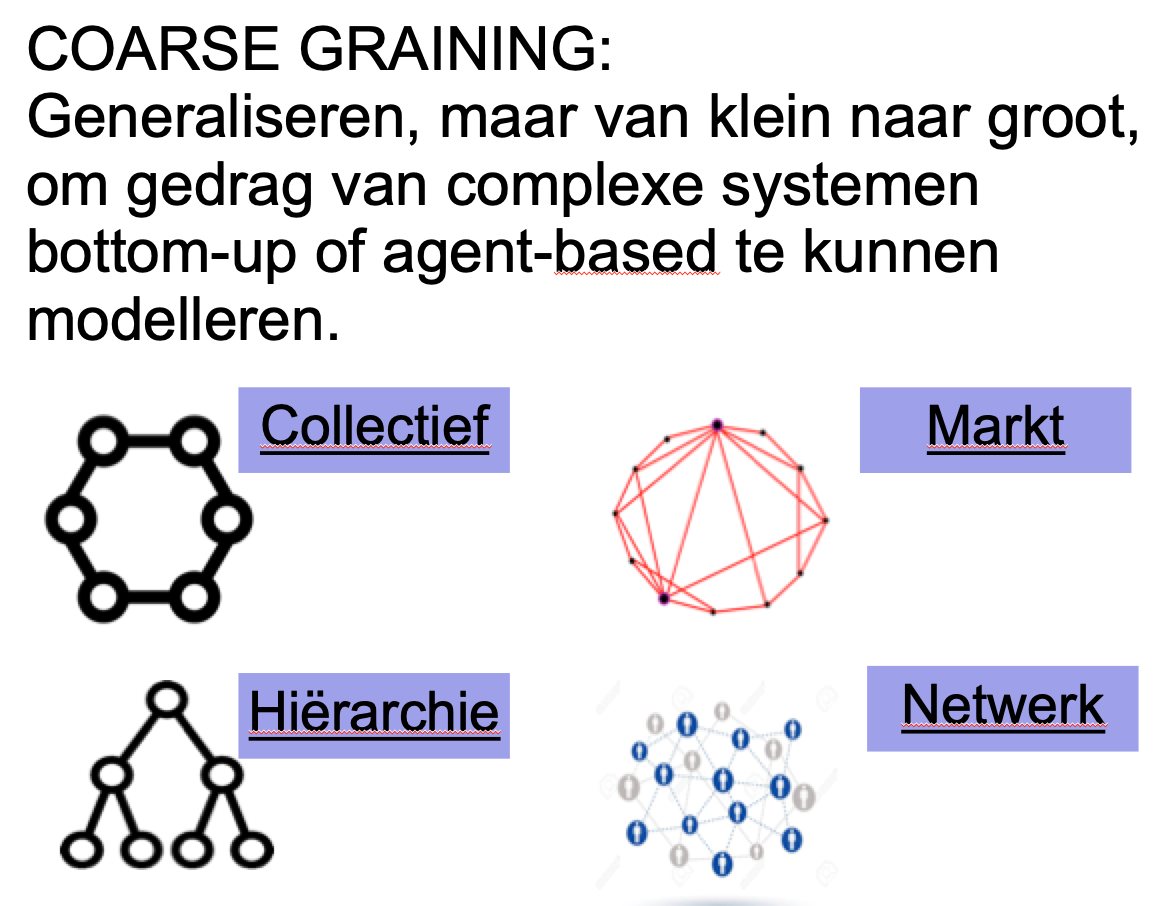 COARSE GRAINING:
Generaliseren, maar van klein naar groot,
om gedrag van complexe systemen
bottom-up of agent-based te kunnen
modelleren.
Collectief
Markt
Hiërarchie
Netwerk